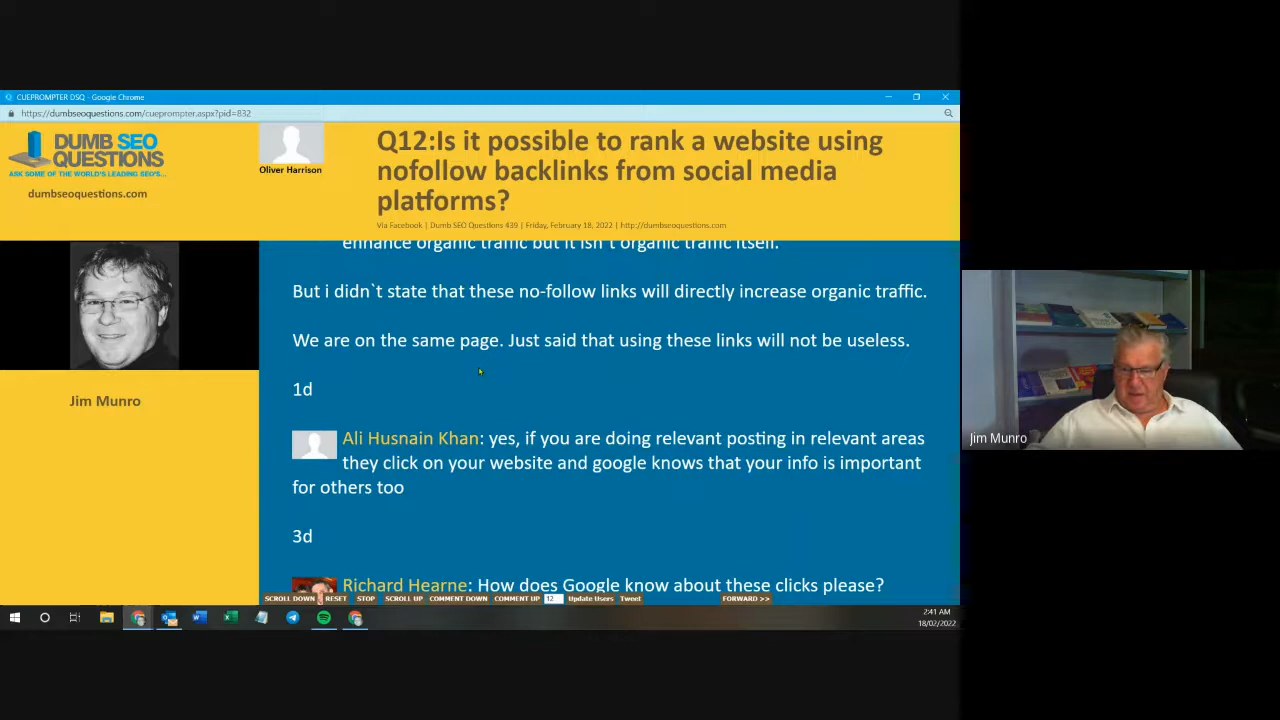 CUEPROMPTER DSQ - Google Chrome
https://dumbseoquestions.com/cueprompter.aspx?pid=832
DUMB SEO
QUESTIONS
ASK SOME OF THE WORLD'S LEADING SEO'S...
dumbseoquestions.com
Oliver Harrison
Q12:Is it possible to rank a website using
nofollow backlinks from social media
platforms?
Via Facebook | Dumb SEO Questions 439 | Friday, February 18, 2022 | http://dumbseoquestions.com
enhance organic traffic but it isn't organic traffic itself.
But i didn`t state that these no-follow links will directly increase organic traffic.
We are on the same page. Just said that using these links will not be useless.
1d
Jim Munro
Ali Husnain Khan: yes, if you are doing relevant posting in relevant areas
they click on your website and google knows that your info is important
for others too
3d
Richard Hearne: How does Google know about these clicks please?
SCROLL DOWN RESET STOP SCROLL UP COMMENT DOWN COMMENT UP 12 Update Users Tweet FORWARD >>
2:41 AM
18/02/2022
Jim Munro